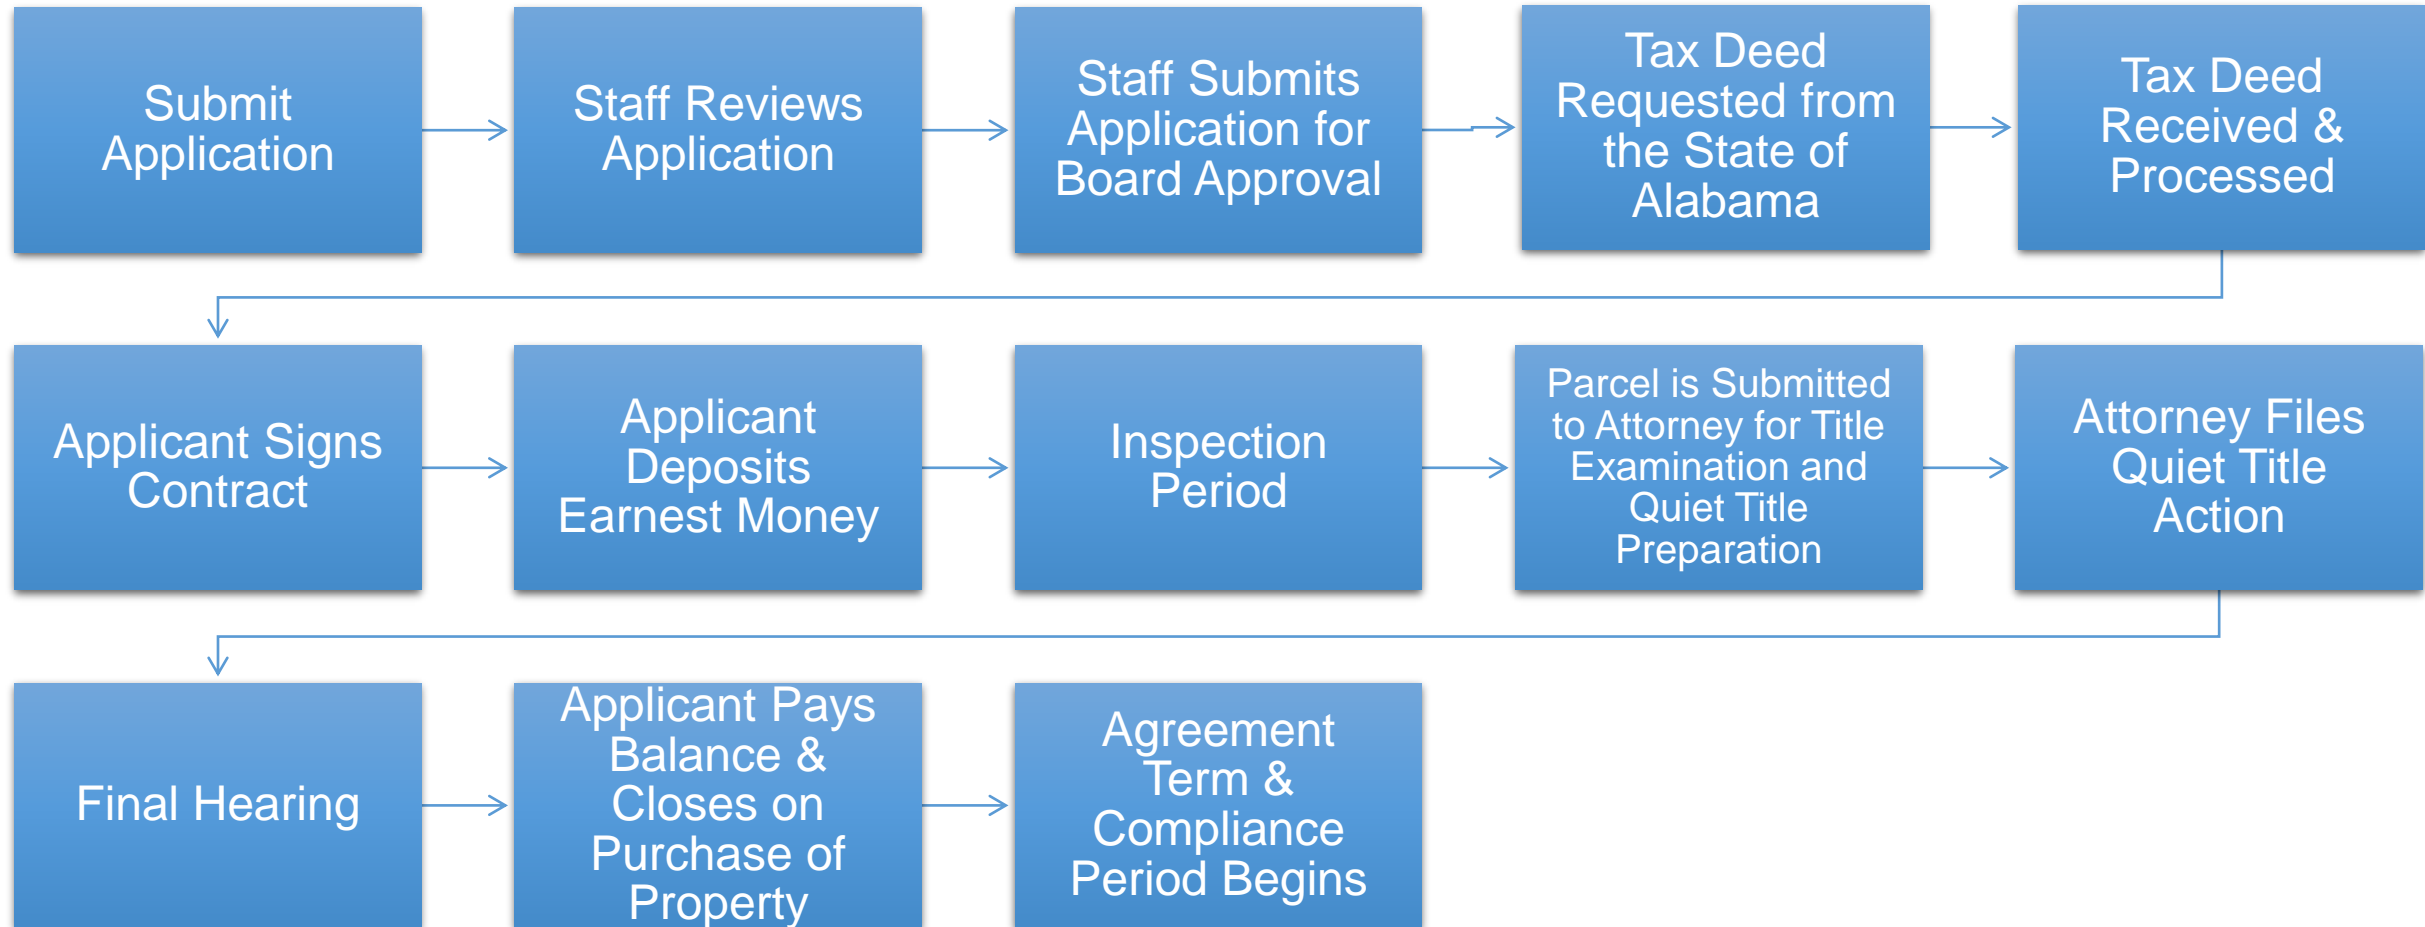 Submit
Application
Staff Reviews
Application
Staff Submits
Application for
Board Approval
Tax Deed
Requested from
the State of
Alabama
Tax Deed
Received &
Processed
Applicant Signs
Contract
Applicant
Deposits
Earnest Money
Inspection
Period
Parcel is Submitted
to Attorney for Title
Examination and
Quiet Title
Preparation
Attorney Files
Quiet Title
Action
Final Hearing
Applicant Pays
Balance &
Closes on
Purchase of
Property
Agreement
Term &
Compliance
Period Begins